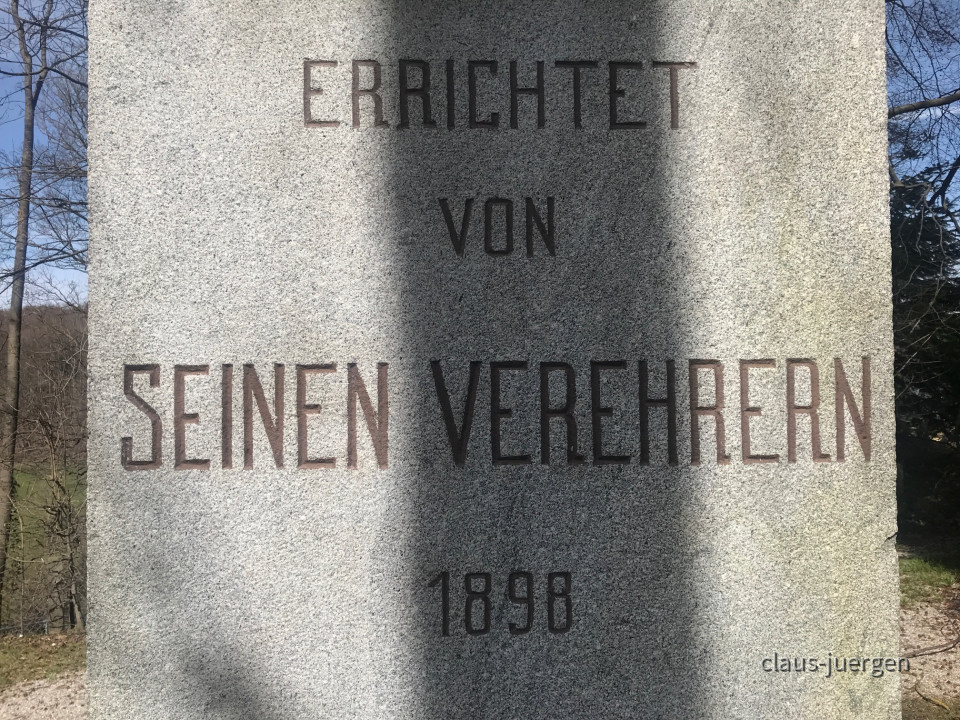 ERRICHTET
VON
SEINEN VEREHRERN
1898
claus-juergen